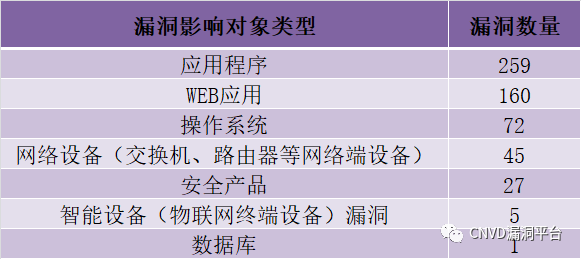 漏洞影响对象类型 漏洞数量
应用程序 259
WEB应用 160
操作系统 72
网络设备（交换机、路由器等网络端设备） 45
安全产品 27
智能设备（物联网终端设备）漏洞 5
数据库 1
CNVD漏洞平台